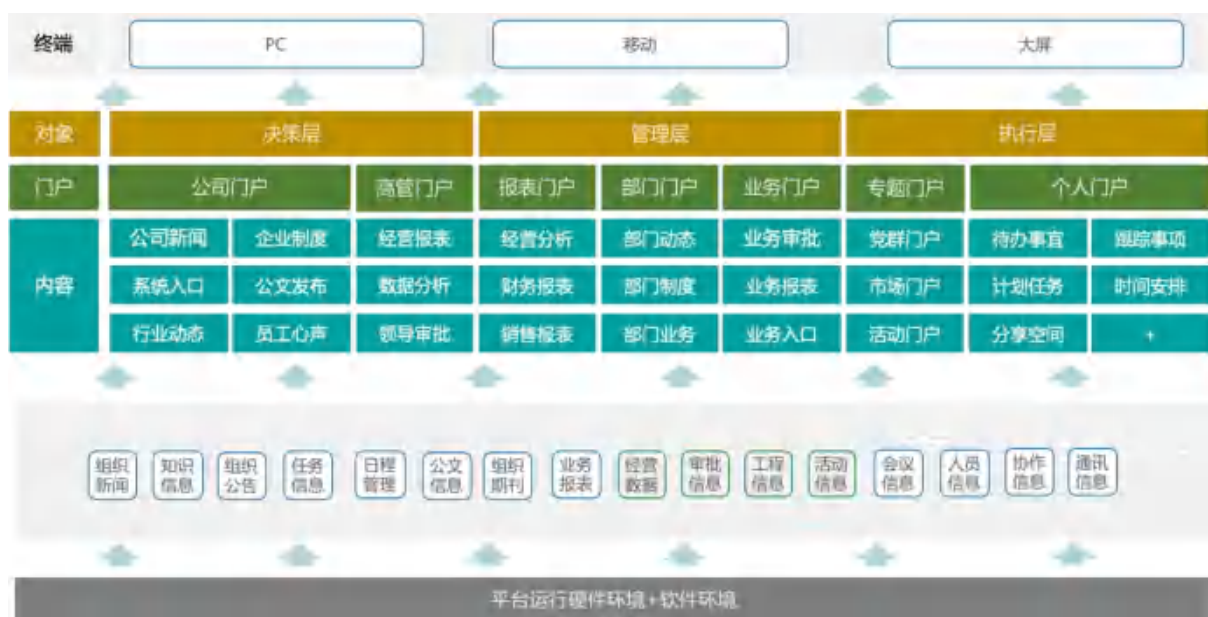 终端 PC 移动 大屏
对象 决策层 管理层 执行层
门户 公司门户 高管门户 报表门户 部门门户 业务门户 专题门户 个人门户
公司新闻 企业制度 经营报表 经营分析 部门动态 业务审批 党群门户 待办事宜 跟踪事项
内容 系统入口 公文发布 数据分析 财务报表 部门制度 业务报表 市场门户 计划任务 时间安排
行业动态 员工心声 领导审批 销售报表 部门业务 业务入口 活动门户 分享空间 +
组织 知识 组织 任务 日程 公文 组织 业务 经营 审批 工程 活动 会议 人员 协作 通讯
新闻 信息 公告 信息 管理 信息 期刊 报表 数据 信息 信息 信息 信息 信息 信息 信息
平台运行硬件环境+软件环境